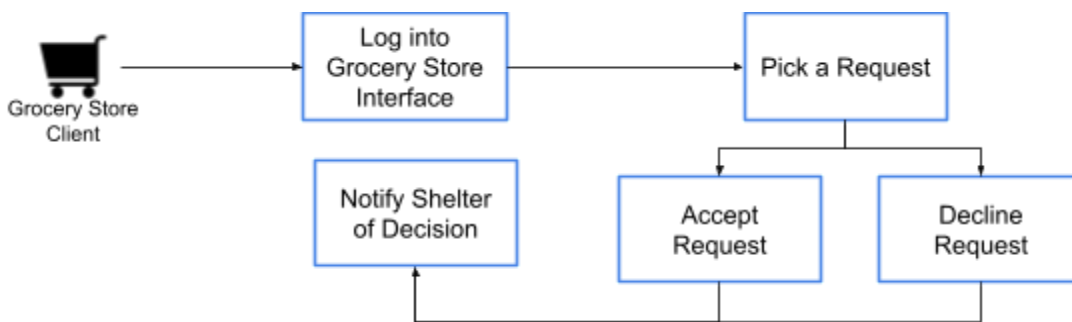 Log into
Grocery Store
Interface
Pick a Request
Grocery Store
Client
Notify Shelter
of Decision
Accept
Request
Decline
Request